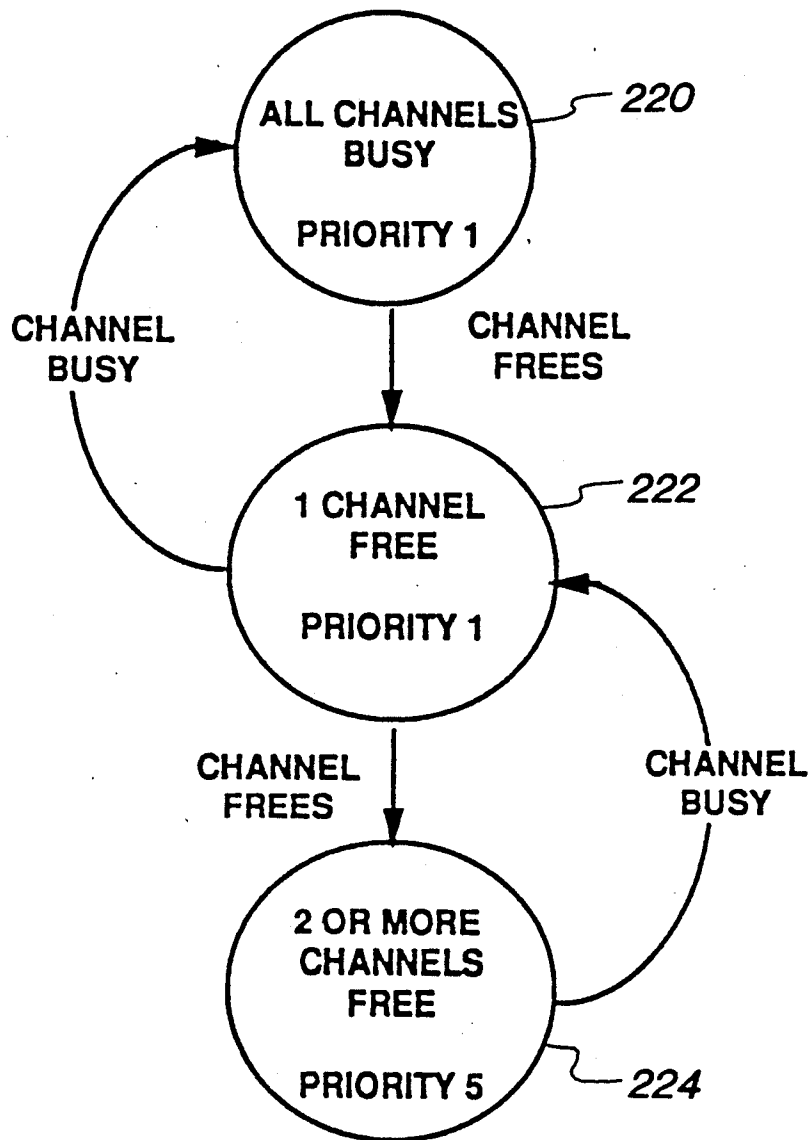 220
ALL CHANNELS
BUSY
PRIORITY 1
CHANNEL
BUSY
CHANNEL
FREES
222
1 CHANNEL
FREE
PRIORITY 1
CHANNEL
FREES
CHANNEL
BUSY
2 OR MORE
CHANNELS
FREE
PRIORITY 5
224